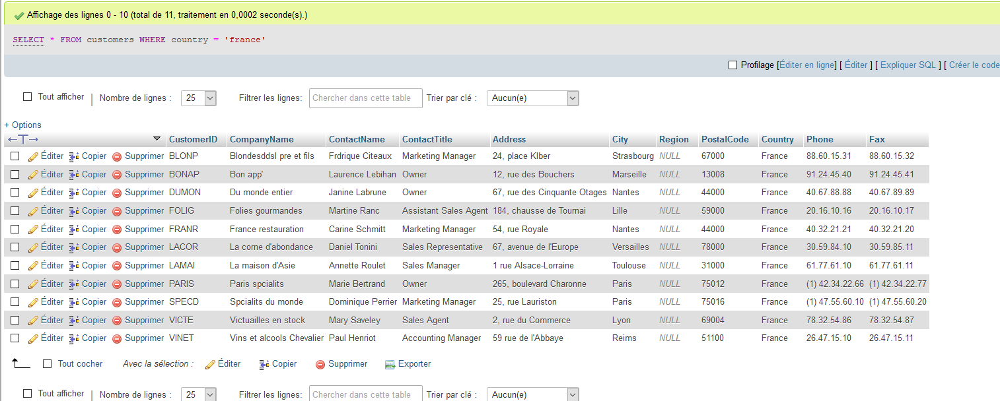 Affichage des lignes 0 - 10 (total de 11, traitement en 0,0002 seconde(s).)
SELECT * FROM customers WHERE country = 'france'
Profilage [Éditer en ligne] [ Éditer ] [ Expliquer SQL ] [ Créer le code
Tout afficher | Nombre de lignes : 25 Filtrer les lignes: Chercher dans cette table Trier par clé : Aucun(e)
+ Options
←T→ CustomerID CompanyName ContactName ContactTitle Address City Region PostalCode Country Phone Fax
Éditer Copier Supprimer BLONP Blondesddsl pre et fils Frdrique Citeaux Marketing Manager 24, place Klber Strasbourg NULL 67000 France 88.60.15.31 88.60.15.32
Éditer Copier Supprimer BONAP Bon app' Laurence Lebihan Owner 12, rue des Bouchers Marseille NULL 13008 France 91.24.45.40 91.24.45.41
Éditer Copier Supprimer DUMON Du monde entier Janine Labrune Owner 67, rue des Cinquante Otages Nantes NULL 44000 France 40.67.88.88 40.67.89.89
Éditer Copier Supprimer FOLIG Folies gourmandes Martine Ranc Assistant Sales Agent 184, chausse de Tournai Lille NULL 59000 France 20.16.10.16 20.16.10.17
Éditer Copier Supprimer FRANR France restauration Carine Schmitt Marketing Manager 54, rue Royale Nantes NULL 44000 France 40.32.21.21 40.32.21.20
Éditer Copier Supprimer LACOR La corne d'abondance Daniel Tonini Sales Representative 67, avenue de l'Europe Versailles NULL 78000 France 30.59.84.10 30.59.85.11
Éditer Copier Supprimer LAMAI La maison d'Asie Annette Roulet Sales Manager 1 rue Alsace-Lorraine Toulouse NULL 31000 France 61.77.61.10 61.77.61.11
Éditer Copier Supprimer PARIS Paris spcialits Marie Bertrand Owner 265, boulevard Charonne Paris NULL 75012 France (1) 42.34.22.66 (1) 42.34.22.77
Éditer Copier Supprimer SPECD Spcialits du monde Dominique Perrier Marketing Manager 25, rue Lauriston Paris NULL 75016 France (1) 47.55.60.10 (1) 47.55.60.20
Éditer Copier Supprimer VICTE Victuailles en stock Mary Saveley Sales Agent 2, rue du Commerce Lyon NULL 69004 France 78.32.54.86 78.32.54.87
Éditer Copier Supprimer VINET Vins et alcools Chevalier Paul Henriot Accounting Manager 59 rue de l'Abbaye Reims NULL 51100 France 26.47.15.10 26.47.15.11
Tout cocher Avec la sélection : Éditer Copier Supprimer Exporter
Tout afficher | Nombre de lignes : 25 Filtrer les lignes: Chercher dans cette table Trier par clé : Aucun(e)